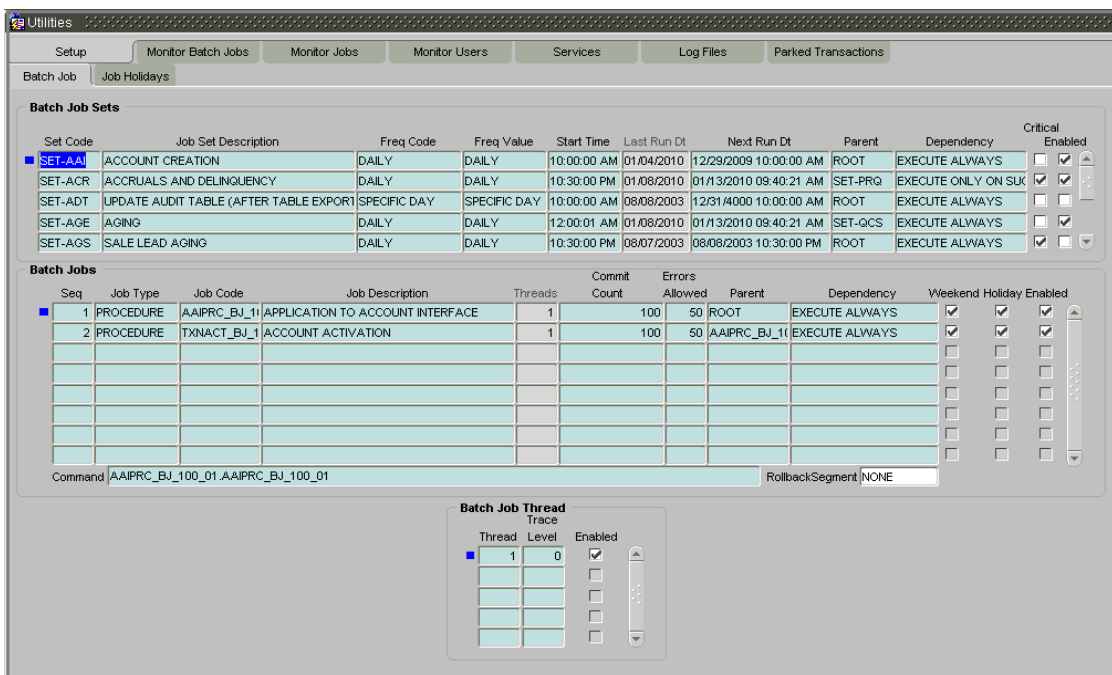 Utilities
Setup Monitor Batch Jobs Monitor Jobs Monitor Users Services Log Files Parked Transactions
Batch Job Job Holidays
Batch Job Sets
Critical
Set Code Job Set Description Freq Code Freq Value Start Time Last Run Dt Next Run Dt Parent Dependency Enabled
SET-AAI ACCOUNT CREATION DAILY DAILY 10:00:00 AM 01/04/2010 12/29/2009 10:00:00 AM ROOT EXECUTE ALWAYS
SET-ACR ACCRUALS AND DELINQUENCY DAILY DAILY 10:30:00 PM 01/08/2010 01/13/2010 09:40:21 AM SET-PRQ EXECUTE ONLY ON SUC
SET-ADT UPDATE AUDIT TABLE (AFTER TABLE EXPORT SPECIFIC DAY SPECIFIC DAY 10:00:00 AM 08/08/2003 12/31/4000 10:00:00 AM ROOT EXECUTE ALWAYS
SET-AGE AGING DAILY DAILY 12:00:01 AM 01/08/2010 01/13/2010 09:40:21 AM SET-QCS EXECUTE ALWAYS
SET-AGS SALE LEAD AGING DAILY DAILY 10:30:00 PM 08/07/2003 08/08/2003 10:30:00 PM ROOT EXECUTE ALWAYS
Batch Jobs
Commit Errors
Seq Job Type Job Code Job Description Threads Count Allowed Parent Dependency Weekend Holiday Enabled
1 PROCEDURE AAIPRC_BJ_1 APPLICATION TO ACCOUNT INTERFACE 1 100 50 ROOT EXECUTE ALWAYS
2 PROCEDURE TXNACT_BJ_1 ACCOUNT ACTIVATION 1 100 50 AAIPRC_BJ_10 EXECUTE ALWAYS
Command AAIPRC_BJ_100_01.AAIPRC_BJ_100_01 RollbackSegment NONE
Batch Job Thread
Trace
Thread Level Enabled
1 0